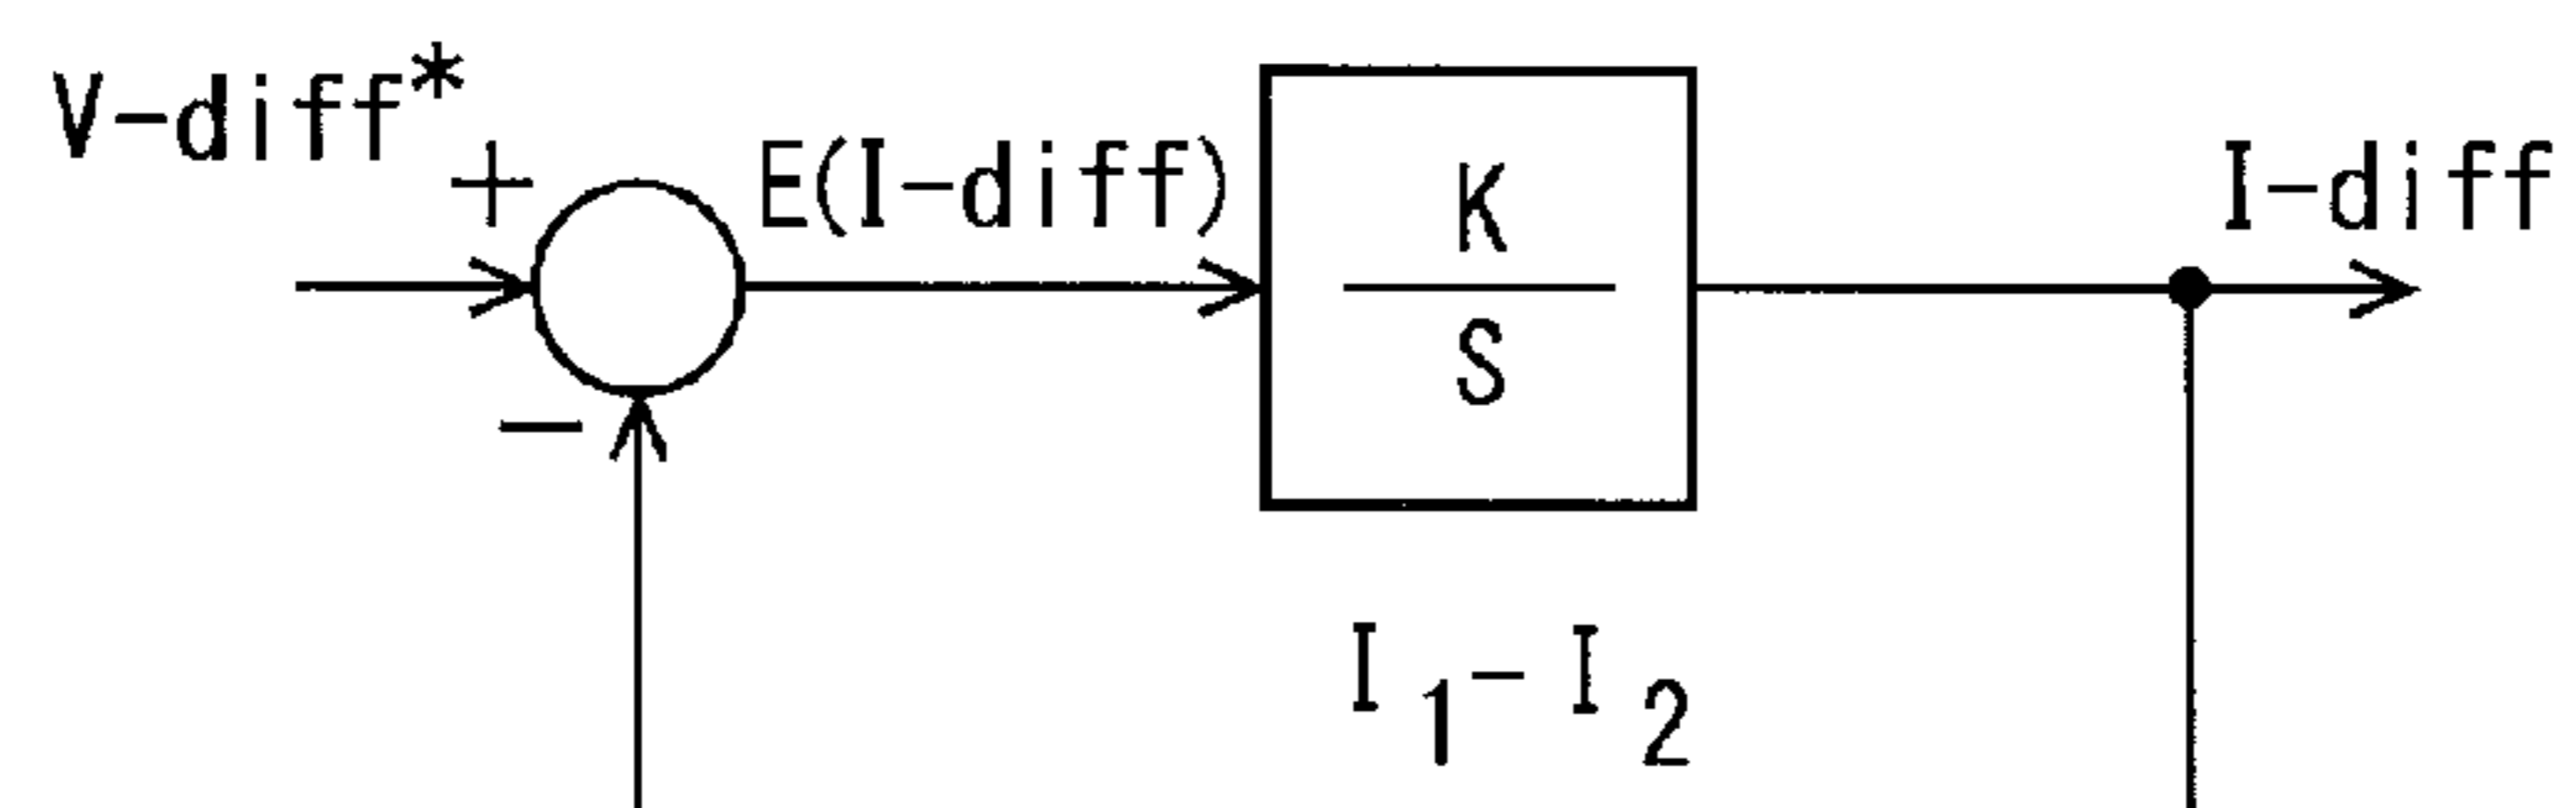 V-diff*
+
E(I-diff)
K
S
I-diff
−
I1-I2